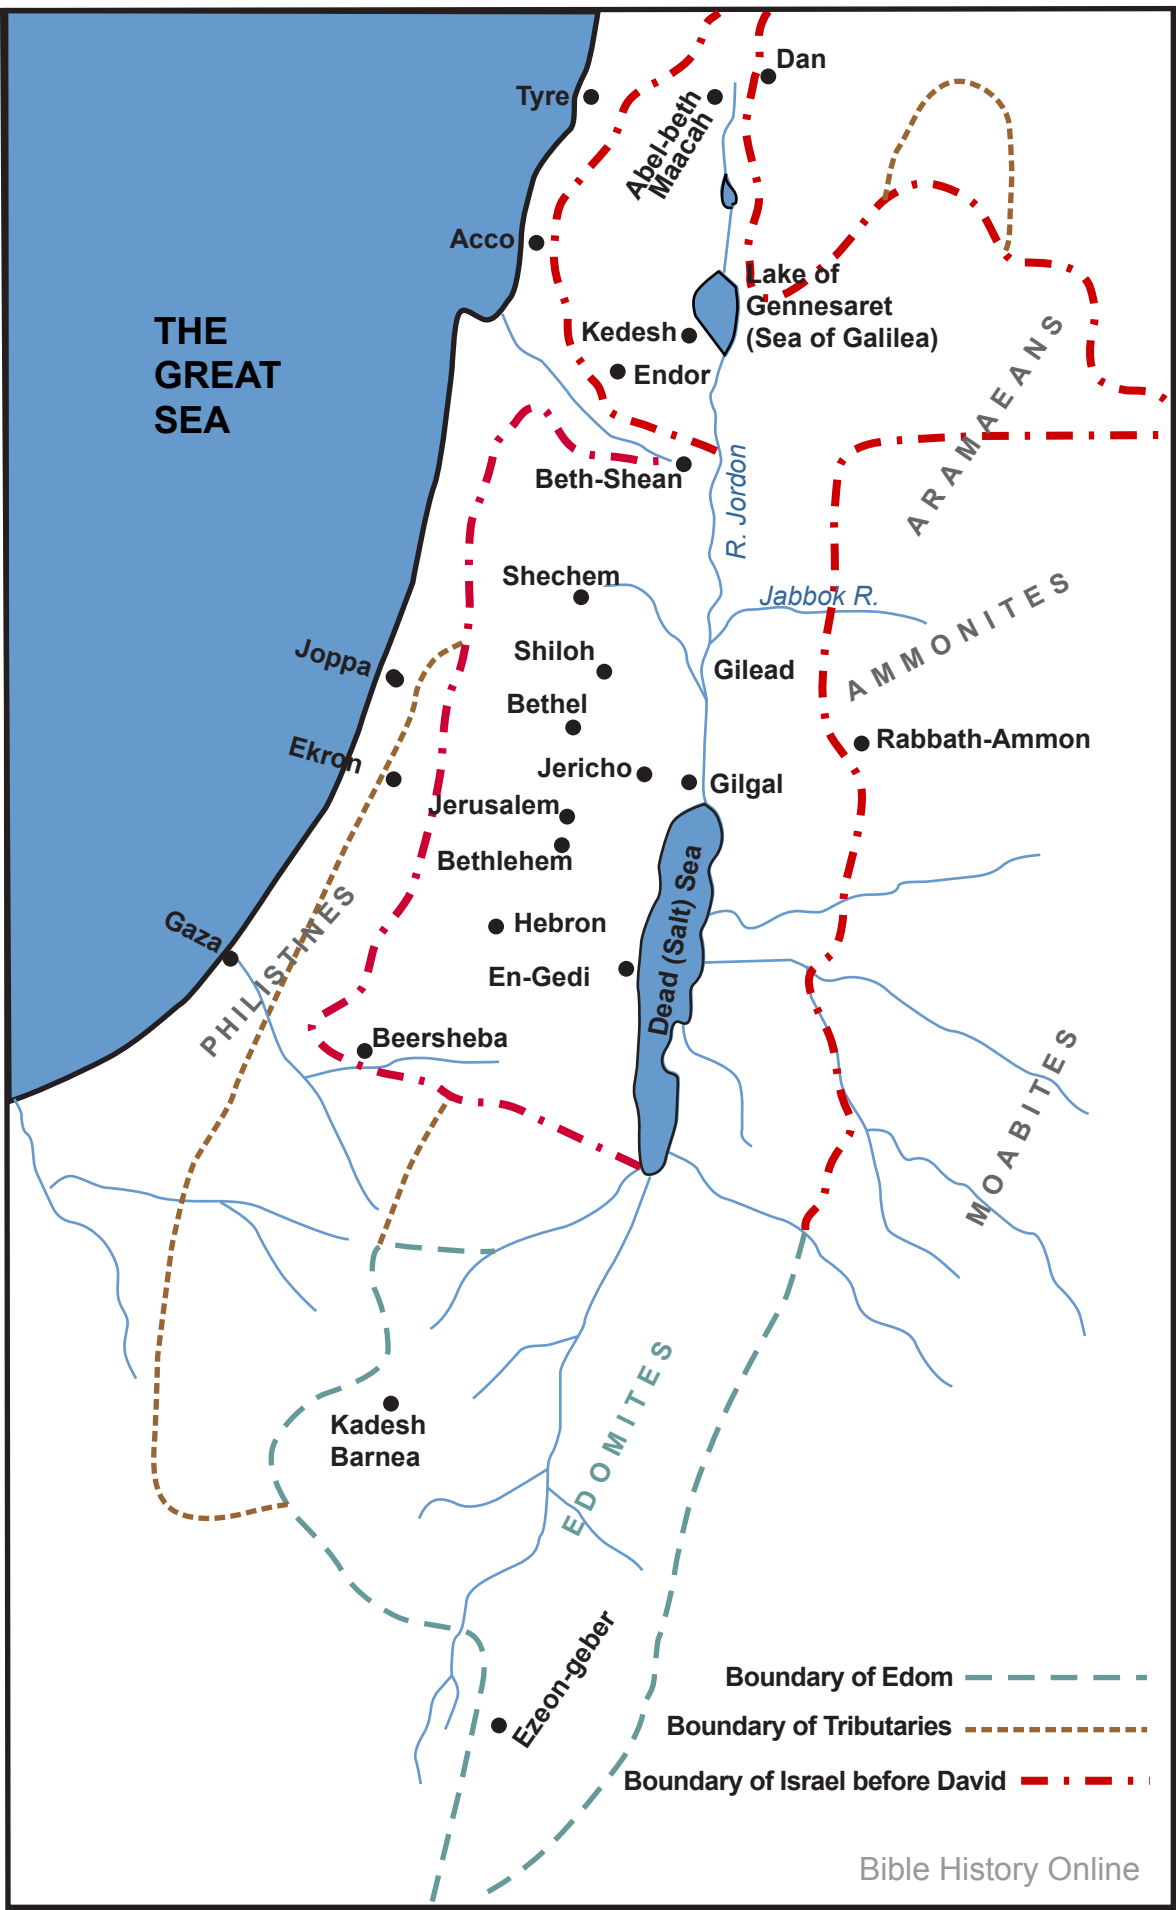 Dan
Tyre
Abel-beth
Maacah
Acco
Lake of
Gennesaret
(Sea of Galilea)
THE
GREAT
SEA
Kedesh
Endor
ARAMAEANS
Beth-Shean
R. Jordon
Shechem
Jabbok R.
AMMONITES
Joppa
Shiloh
Gilead
Bethel
Ekron
Rabbath-Ammon
Jericho
Gilgal
Jerusalem
Bethlehem
Dead (Salt) Sea
PHILISTINES
Gaza
Hebron
En-Gedi
Beersheba
MOABITES
EDOMITES
Kadesh
Barnea
Ezeon-geber
Boundary of Edom
Boundary of Tributaries
Boundary of Israel before David
Bible History Online